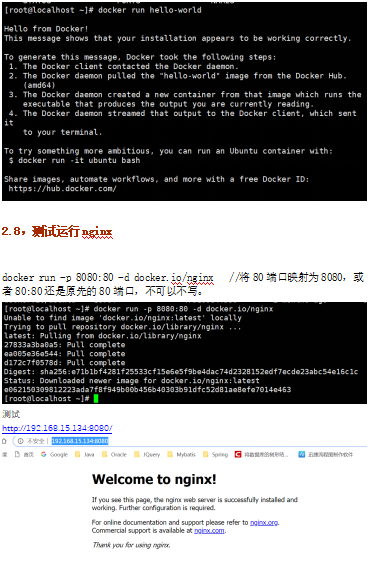 [root@localhost ~]# docker run hello-world
Hello from Docker!
This message shows that your installation appears to be working correctly.
To generate this message, Docker took the following steps:
1. The Docker client contacted the Docker daemon.
2. The Docker daemon pulled the "hello-world" image from the Docker Hub.
(amd64)
3. The Docker daemon created a new container from that image which runs the
executable that produces the output you are currently reading.
4. The Docker daemon streamed that output to the Docker client, which sent
it
to your terminal.
To try something more ambitious, you can run an Ubuntu container with:
$ docker run -it ubuntu bash
Share images, automate workflows, and more with a free Docker ID:
https://hub.docker.com/
2.8，测试运行nginx
docker run -p 8080:80 -d docker.io/nginx //将 80 端口映射为 8080，或
者 80:80 还是原先的 80 端口，不可以不写。
[root@localhost ~]# docker run -p 8080:80 -d docker.io/nginx
Unable to find image 'docker.io/nginx:latest' locally
Trying to pull repository docker.io/library/nginx ...
latest: Pulling from docker.io/library/nginx
27833a3ba0a5: Pull complete
ea005e36e544: Pull complete
d172c7f0578d: Pull complete
Digest: sha256:e71b1bf4281f25533cf15e6e5f9be4dac74d2328152edf7ecde23abc54e16c1c
Status: Downloaded newer image for docker.io/nginx:latest
e062150309812223ada7f8f949b00b456b40303b91dfc52d81ae8efe7014e463
[root@localhost ~]#
测试
http://192.168.15.134:8080/
不安全 | 192.168.15.134:8080
首页 Google Java Oracle JQuery Mybatis Spring
Welcome to nginx!
If you see this page, the nginx web server is successfully installed and
working. Further configuration is required.
For online documentation and support please refer to nginx.org.
Commercial support is available at nginx.com.
Thank you for using nginx.